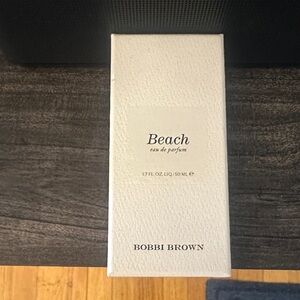 Beach
eau de parfum
1.7 FL.OZ.LIQ./50 ML ℮
BOBBI BROWN